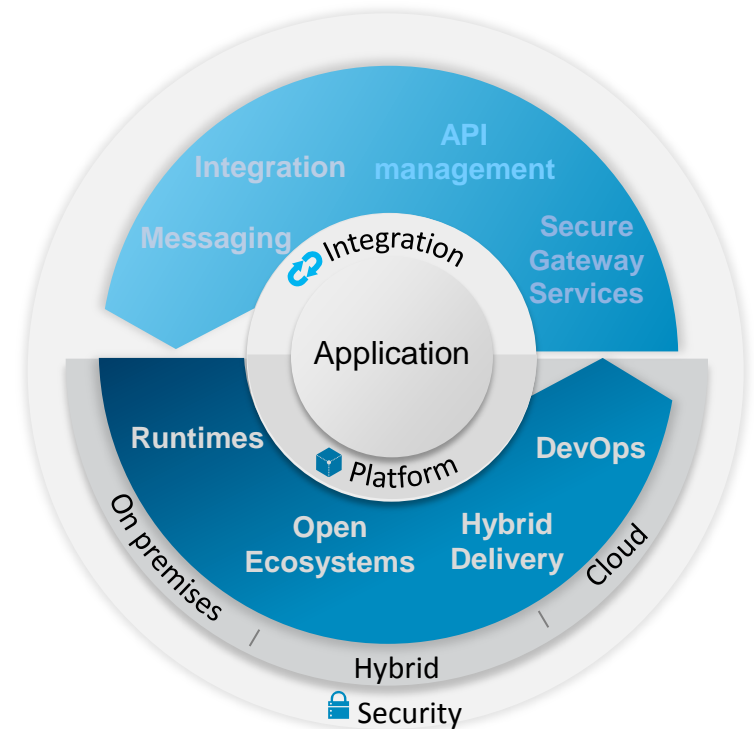 API
management
Integration
Messaging
Secure
Gateway
Services
Integration
Application
Platform
Runtimes
DevOps
Open
Ecosystems
Hybrid
Delivery
On premises
Cloud
Hybrid
Security